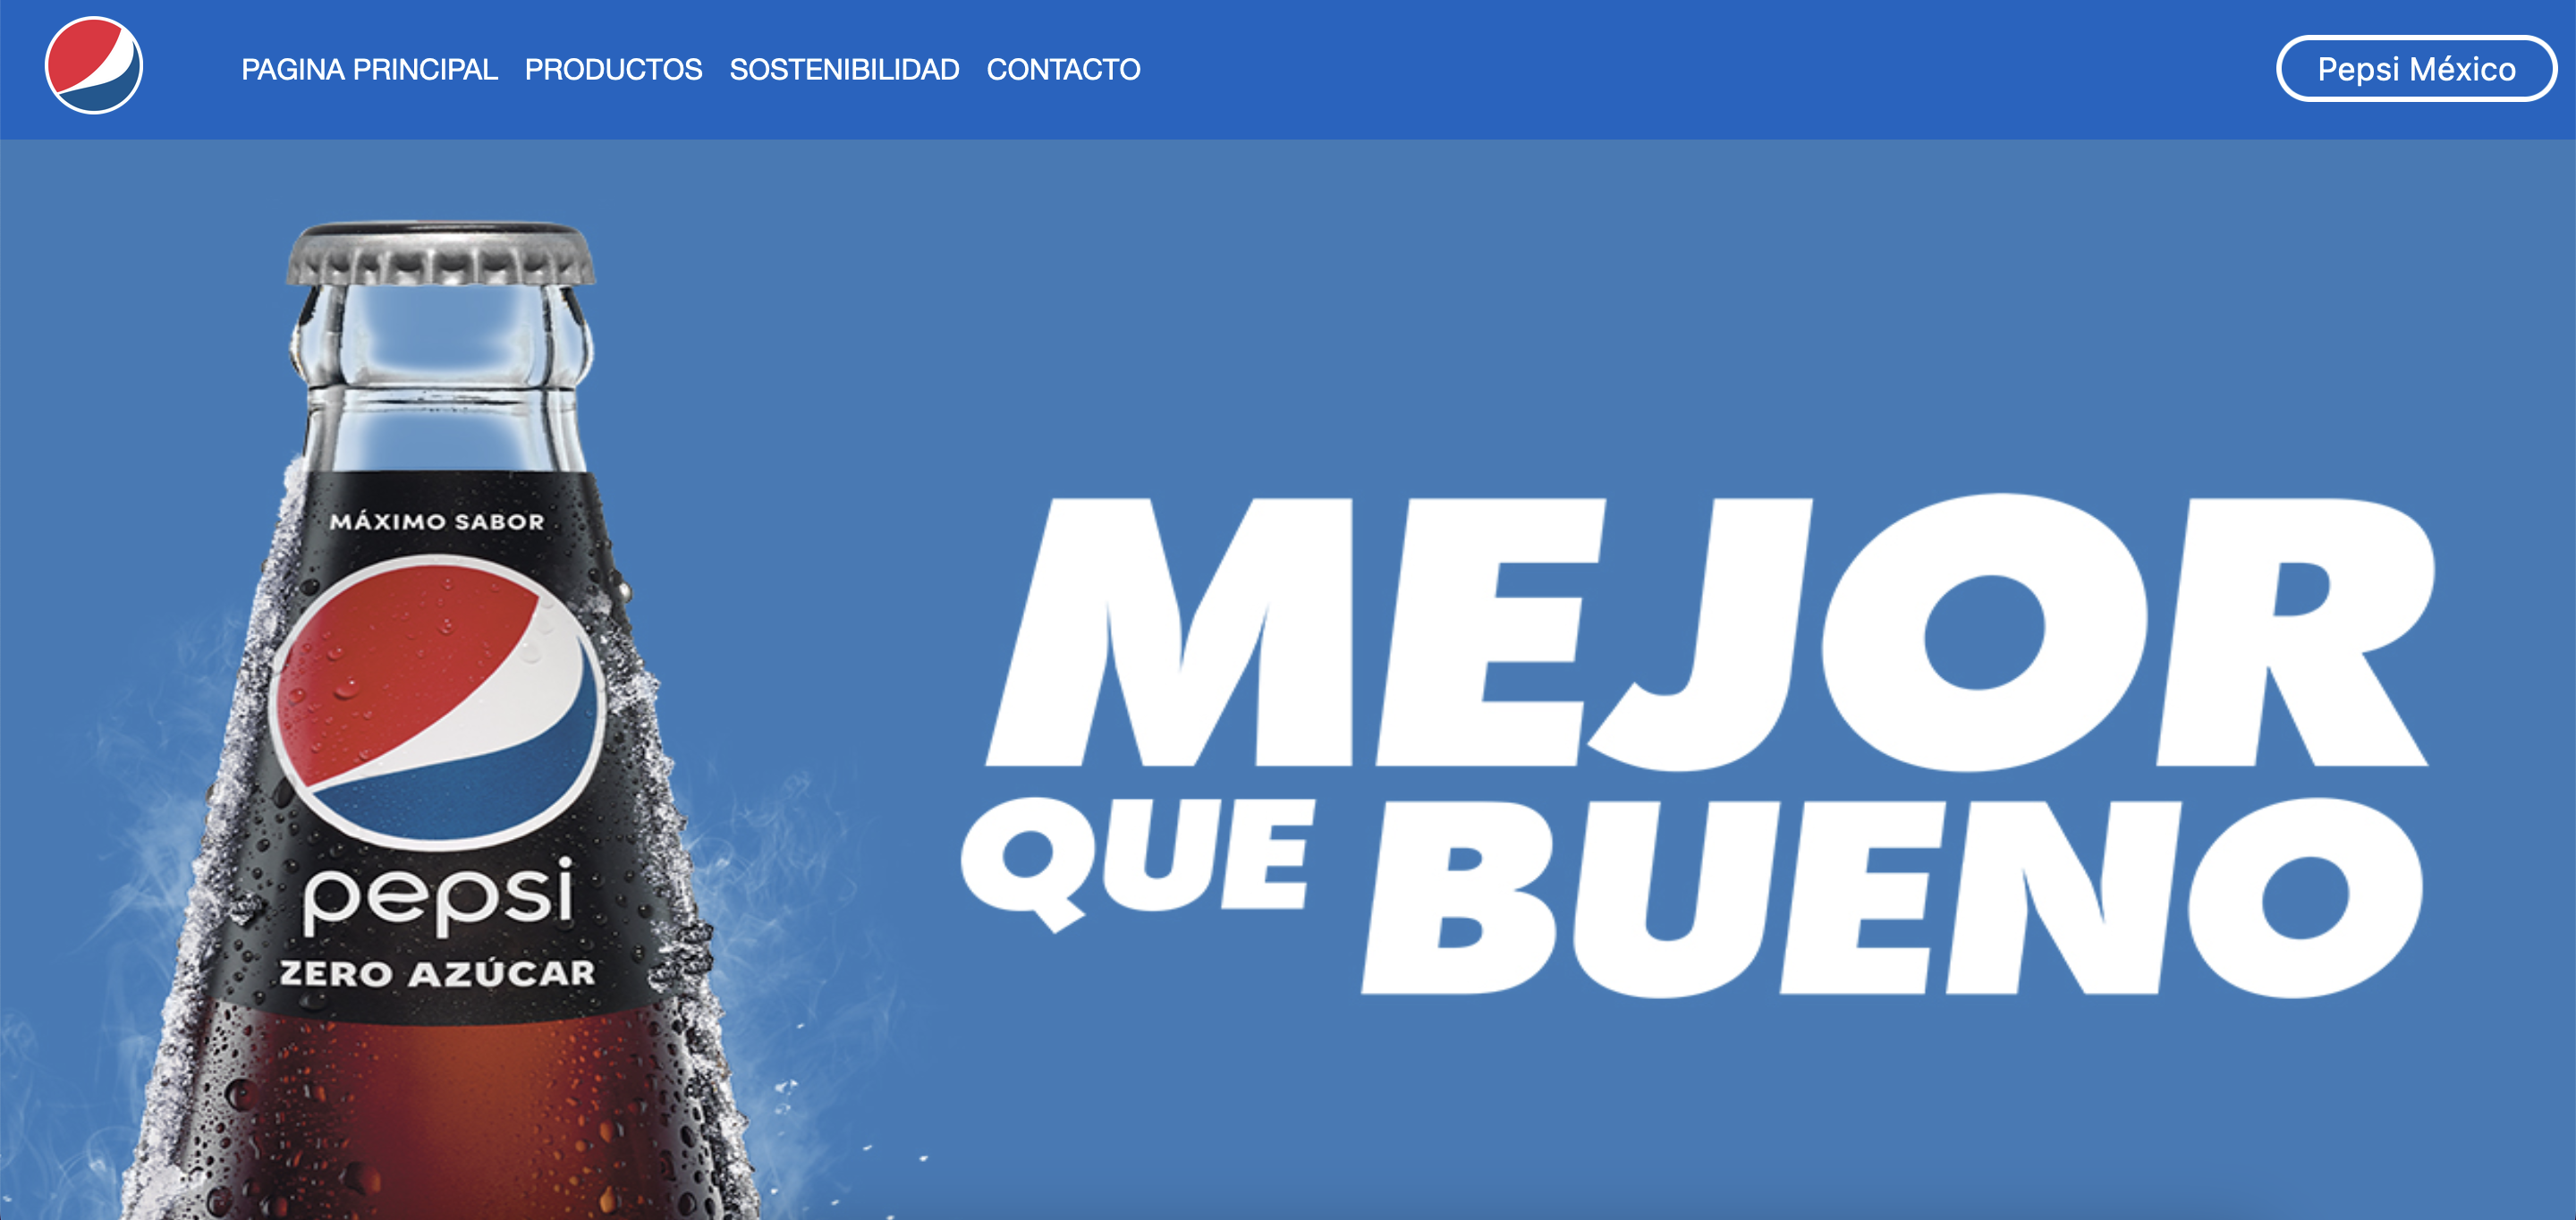 PAGINA PRINCIPAL PRODUCTOS SOSTENIBILIDAD CONTACTO
Pepsi México
MÁXIMO SABOR
pepsi
ZERO AZÚCAR
MEJOR
QUE BUENO